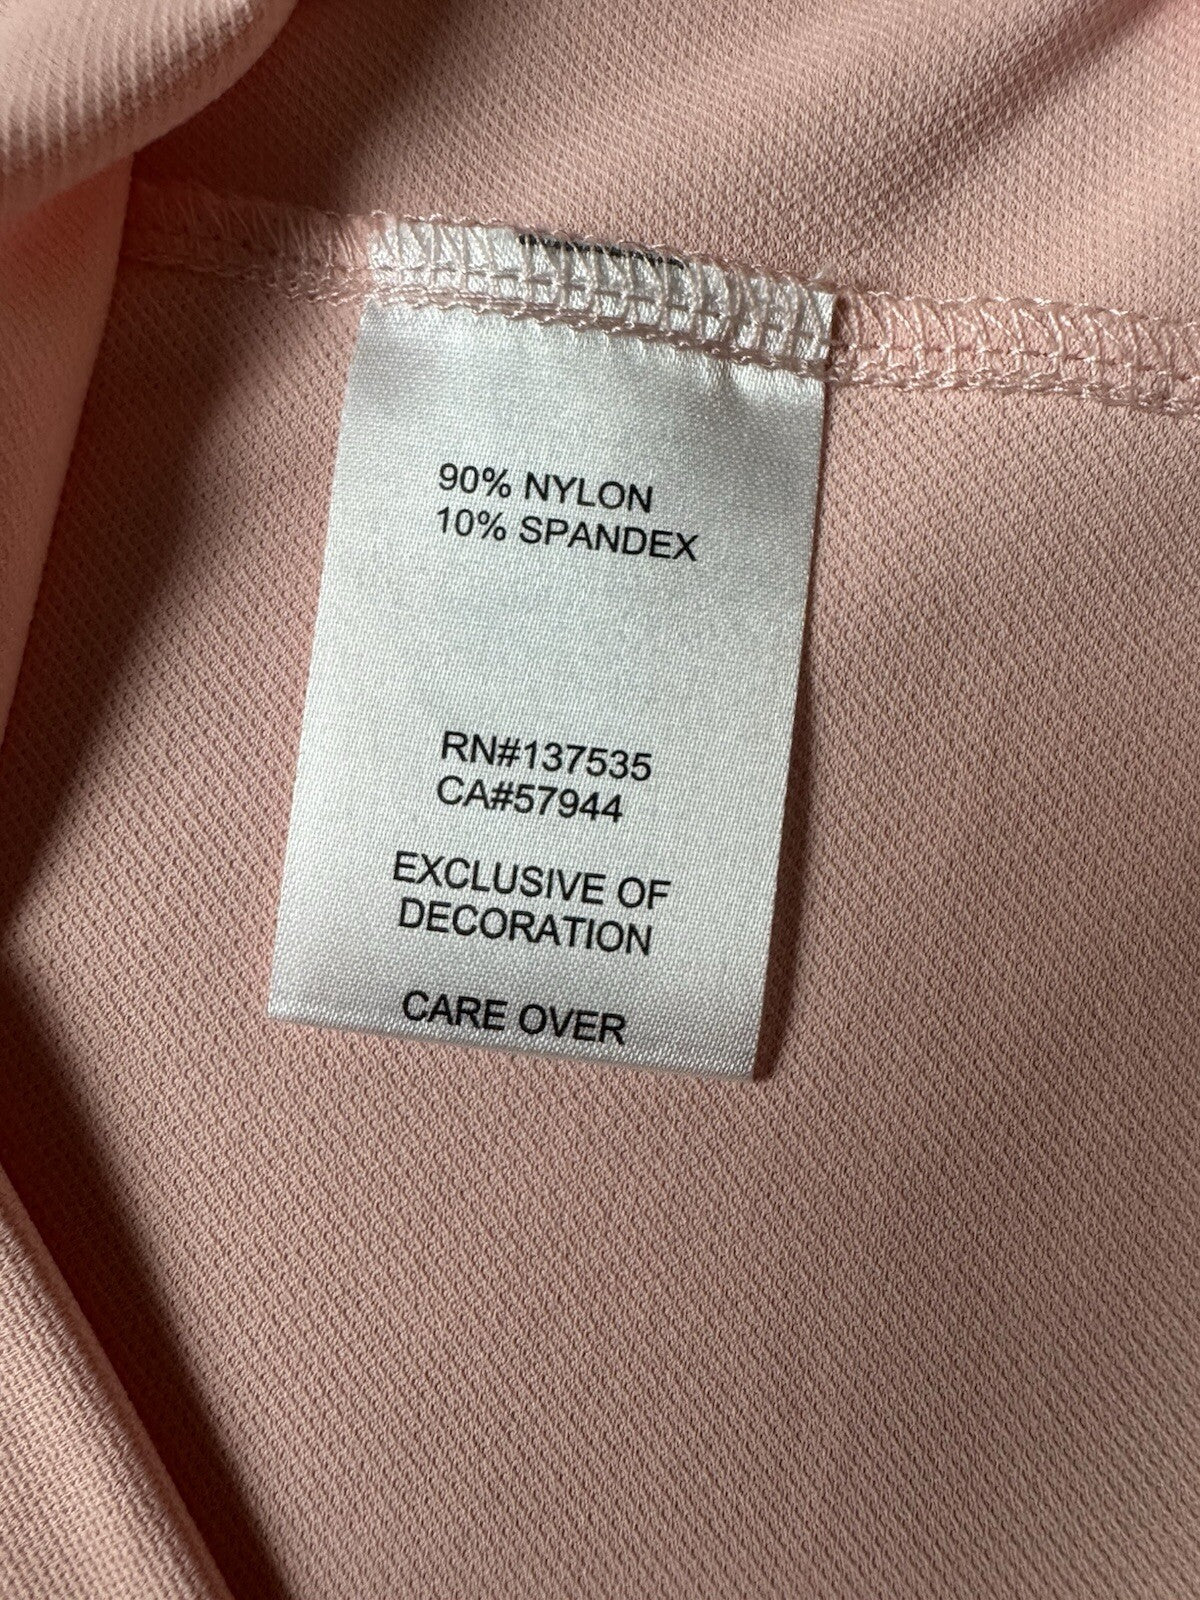 90% NYLON
10% SPANDEX
RN#137535
CA#57944
EXCLUSIVE OF
DECORATION
CARE OVER